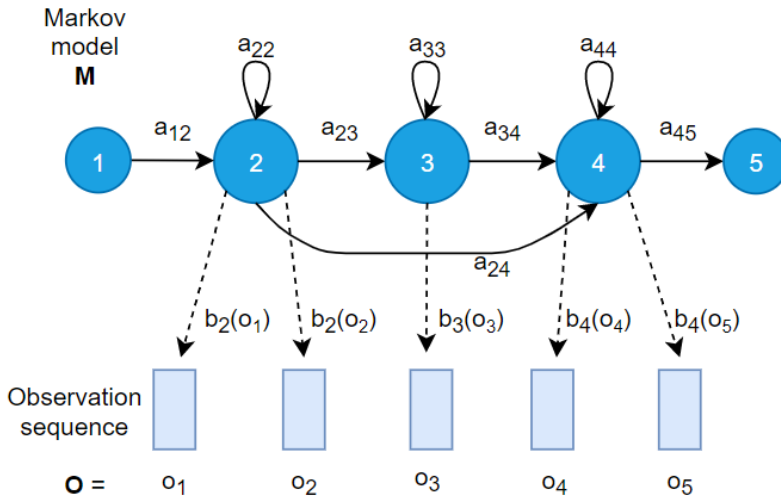 Markov
model
M
a₂₂
a₃₃
a₄₄
a₁₂
a₂₃
a₃₄
a₄₅
1
2
3
4
5
a₂₄
b₂(o₁)
b₂(o₂)
b₃(o₃)
b₄(o₄)
b₄(o₅)
Observation
sequence
O = o₁ o₂ o₃ o₄ o₅